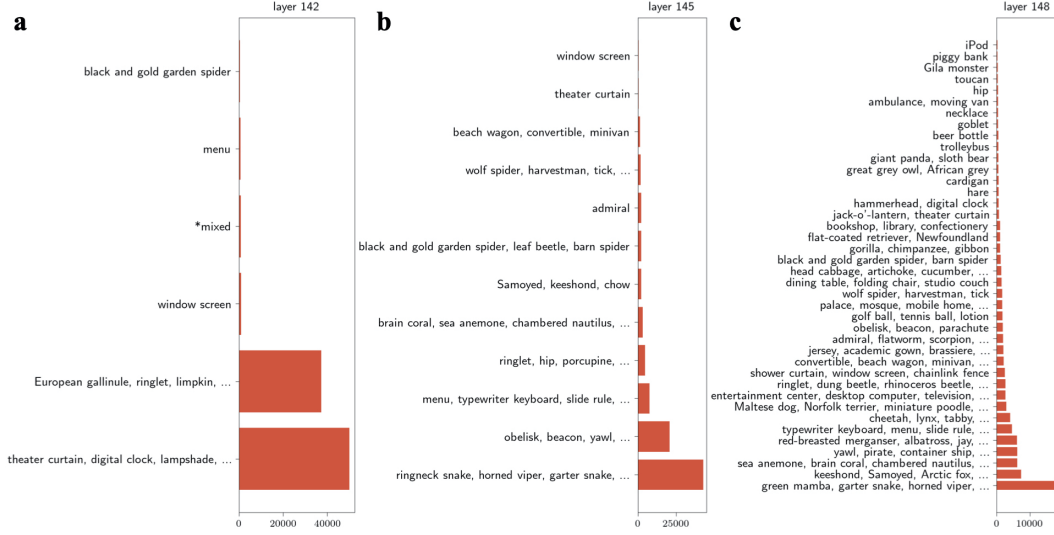 a
layer 142
black and gold garden spider
menu
*mixed
window screen
European gallinule, ringlet, limpkin, ...
theater curtain, digital clock, lampshade, ...
0 20000 40000
b
layer 145
window screen
theater curtain
beach wagon, convertible, minivan
wolf spider, harvestman, tick, ...
admiral
black and gold garden spider, leaf beetle, barn spider
Samoyed, keeshond, chow
brain coral, sea anemone, chambered nautilus, ...
ringlet, hip, porcupine, ...
menu, typewriter keyboard, slide rule, ...
obelisk, beacon, yawl, ...
ringneck snake, horned viper, garter snake, ...
0 25000
c
layer 148
iPod
piggy bank
Gila monster
toucan
hip
ambulance, moving van
necklace
goblet
beer bottle
trolleybus
giant panda, sloth bear
great grey owl, African grey
cardigan
hare
hammerhead, digital clock
jack-o'-lantern, theater curtain
bookshop, library, confectionery
flat-coated retriever, Newfoundland
gorilla, chimpanzee, gibbon
black and gold garden spider, barn spider
head cabbage, artichoke, cucumber, ...
dining table, folding chair, studio couch
wolf spider, harvestman, tick
palace, mosque, mobile home, ...
golf ball, tennis ball, lotion
obelisk, beacon, parachute
admiral, flatworm, scorpion, ...
jersey, academic gown, brassiere, ...
convertible, beach wagon, minivan, ...
shower curtain, window screen, chainlink fence
ringlet, dung beetle, rhinoceros beetle, ...
entertainment center, desktop computer, television, ...
Maltese dog, Norfolk terrier, miniature poodle, ...
cheetah, lynx, tabby, ...
typewriter keyboard, menu, slide rule, ...
red-breasted merganser, albatross, jay, ...
yawl, pirate, container ship, ...
sea anemone, brain coral, chambered nautilus, ...
keeshond, Samoyed, Arctic fox, ...
green mamba, garter snake, horned viper, ...
0 10000